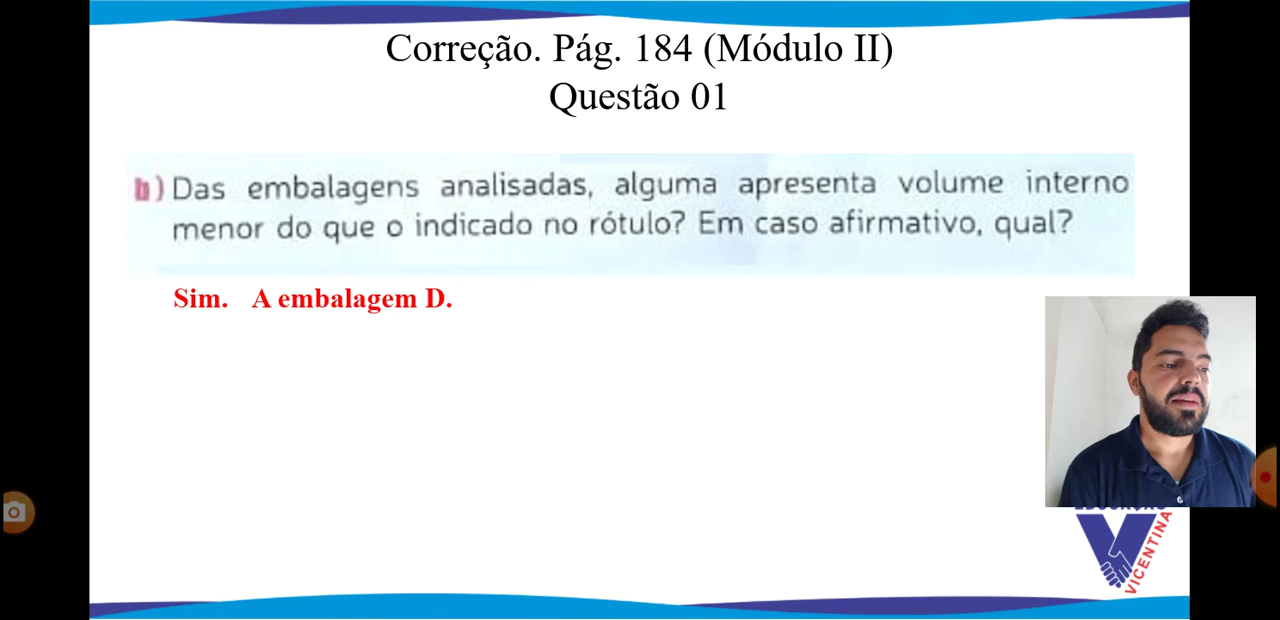 Correção. Pág. 184 (Módulo II)
Questão 01
b) Das embalagens analisadas, alguma apresenta volume interno
menor do que o indicado no rótulo? Em caso afirmativo, qual?
Sim. A embalagem D.
VICENTINA